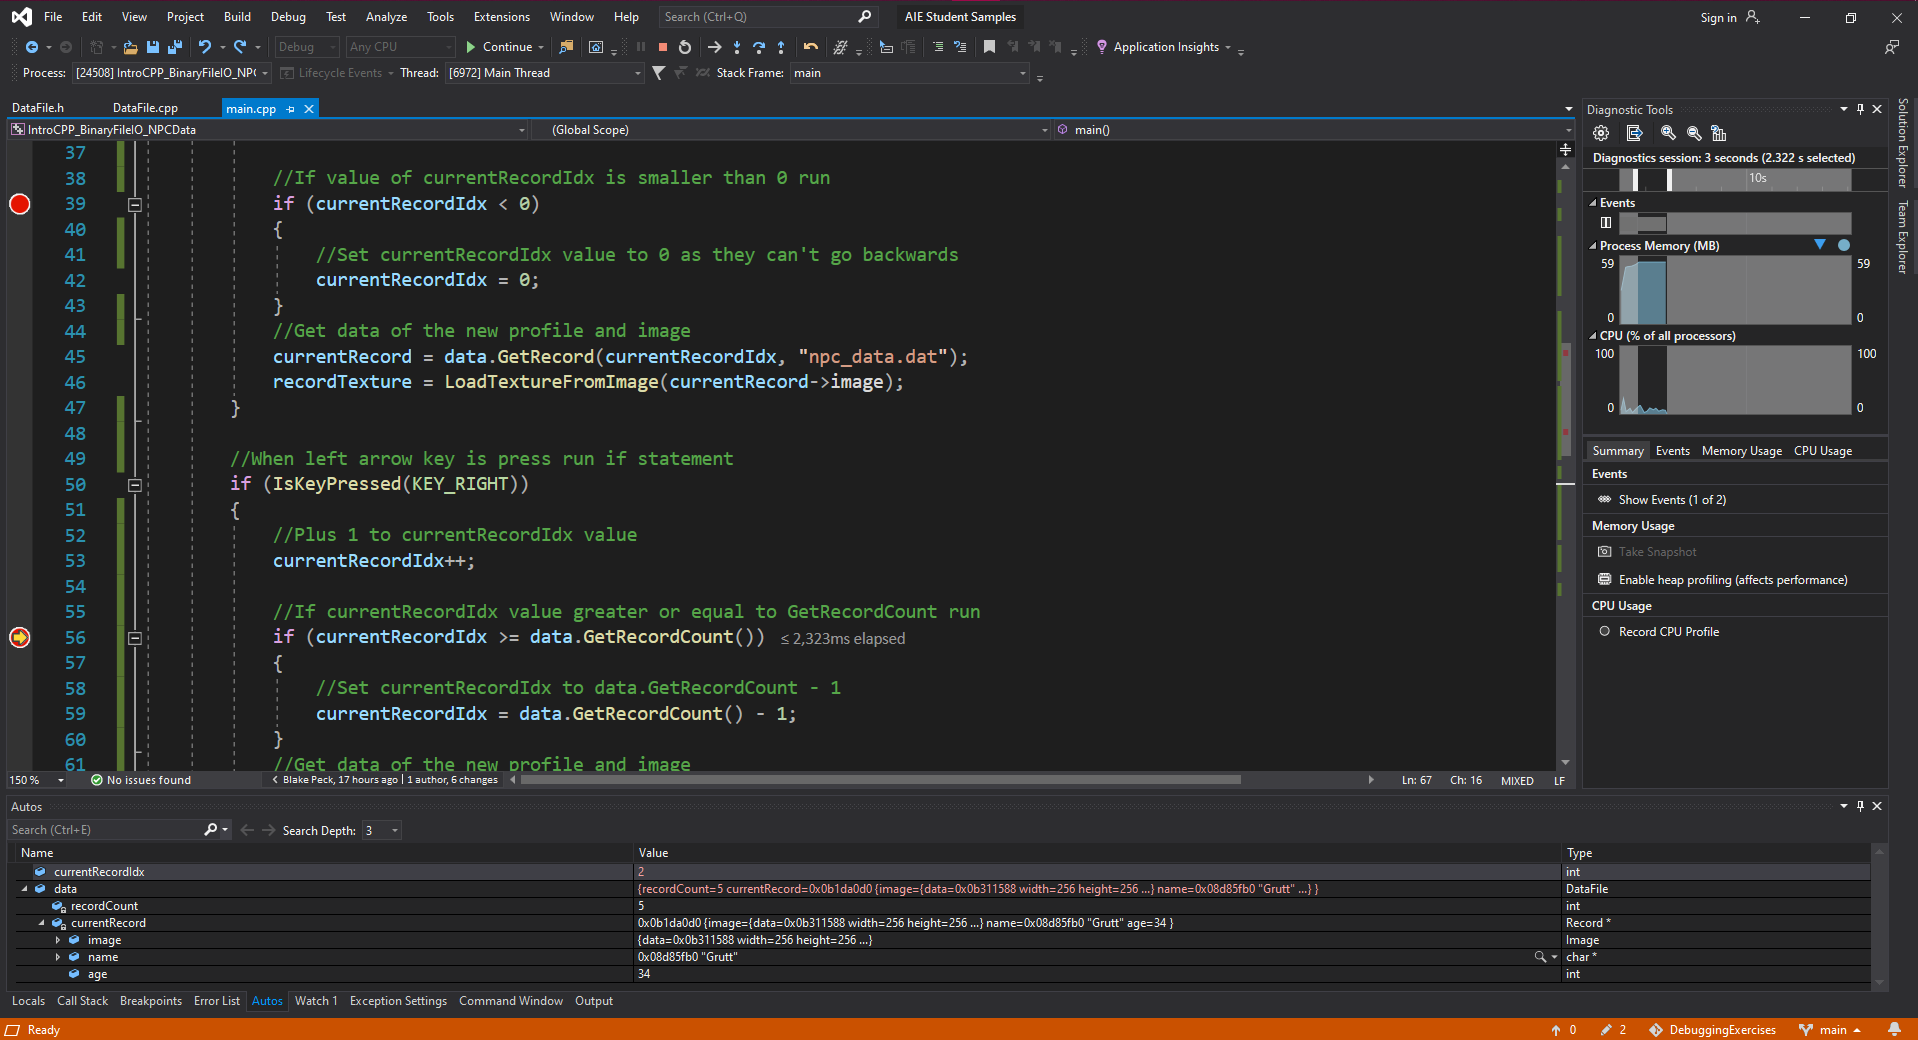 File Edit View Project Build Debug Test Analyze Tools Extensions Window Help Search (Ctrl+Q) AIE Student Samples Sign in
Debug Any CPU Continue Application Insights
Process: [24508] IntroCPP_BinaryFileIO_NPC Lifecycle Events Thread: [6972] Main Thread Stack Frame: main
DataFile.h DataFile.cpp main.cpp
IntroCPP_BinaryFileIO_NPCData (Global Scope) main()
37
38 //If value of currentRecordIdx is smaller than 0 run
39 if (currentRecordIdx < 0)
40 {
41 //Set currentRecordIdx value to 0 as they can't go backwards
42 currentRecordIdx = 0;
43 }
44 //Get data of the new profile and image
45 currentRecord = data.GetRecord(currentRecordIdx, "npc_data.dat");
46 recordTexture = LoadTextureFromImage(currentRecord->image);
47 }
48
49 //When left arrow key is press run if statement
50 if (IsKeyPressed(KEY_RIGHT))
51 {
52 //Plus 1 to currentRecordIdx value
53 currentRecordIdx++;
54
55 //If currentRecordIdx value greater or equal to GetRecordCount run
56 if (currentRecordIdx >= data.GetRecordCount()) ≤ 2,323ms elapsed
57 {
58 //Set currentRecordIdx to data.GetRecordCount - 1
59 currentRecordIdx = data.GetRecordCount() - 1;
60 }
61 //Get data of the new profile and image
150 % No issues found Blake Peck, 17 hours ago | 1 author, 6 changes Ln: 67 Ch: 16 MIXED LF
Diagnostic Tools
Diagnostics session: 3 seconds (2.322 s selected)
10s
Events
Process Memory (MB)
59 59
0 0
CPU (% of all processors)
100 100
0 0
Summary Events Memory Usage CPU Usage
Events
Show Events (1 of 2)
Memory Usage
Take Snapshot
Enable heap profiling (affects performance)
CPU Usage
Record CPU Profile
Solution Explorer
Team Explorer
Autos
Search (Ctrl+E) Search Depth: 3
Name Value Type
currentRecordIdx 2 int
data {recordCount=5 currentRecord=0x0b1da0d0 {image={data=0x0b311588 width=256 height=256 ...} name=0x08d85fb0 "Grutt" ...} } DataFile
recordCount 5 int
currentRecord 0x0b1da0d0 {image={data=0x0b311588 width=256 height=256 ...} name=0x08d85fb0 "Grutt" age=34 } Record *
image {data=0x0b311588 width=256 height=256 ...} Image
name 0x08d85fb0 "Grutt" char *
age 34 int
Locals Call Stack Breakpoints Error List Autos Watch 1 Exception Settings Command Window Output
Ready 0 2 DebuggingExercises main